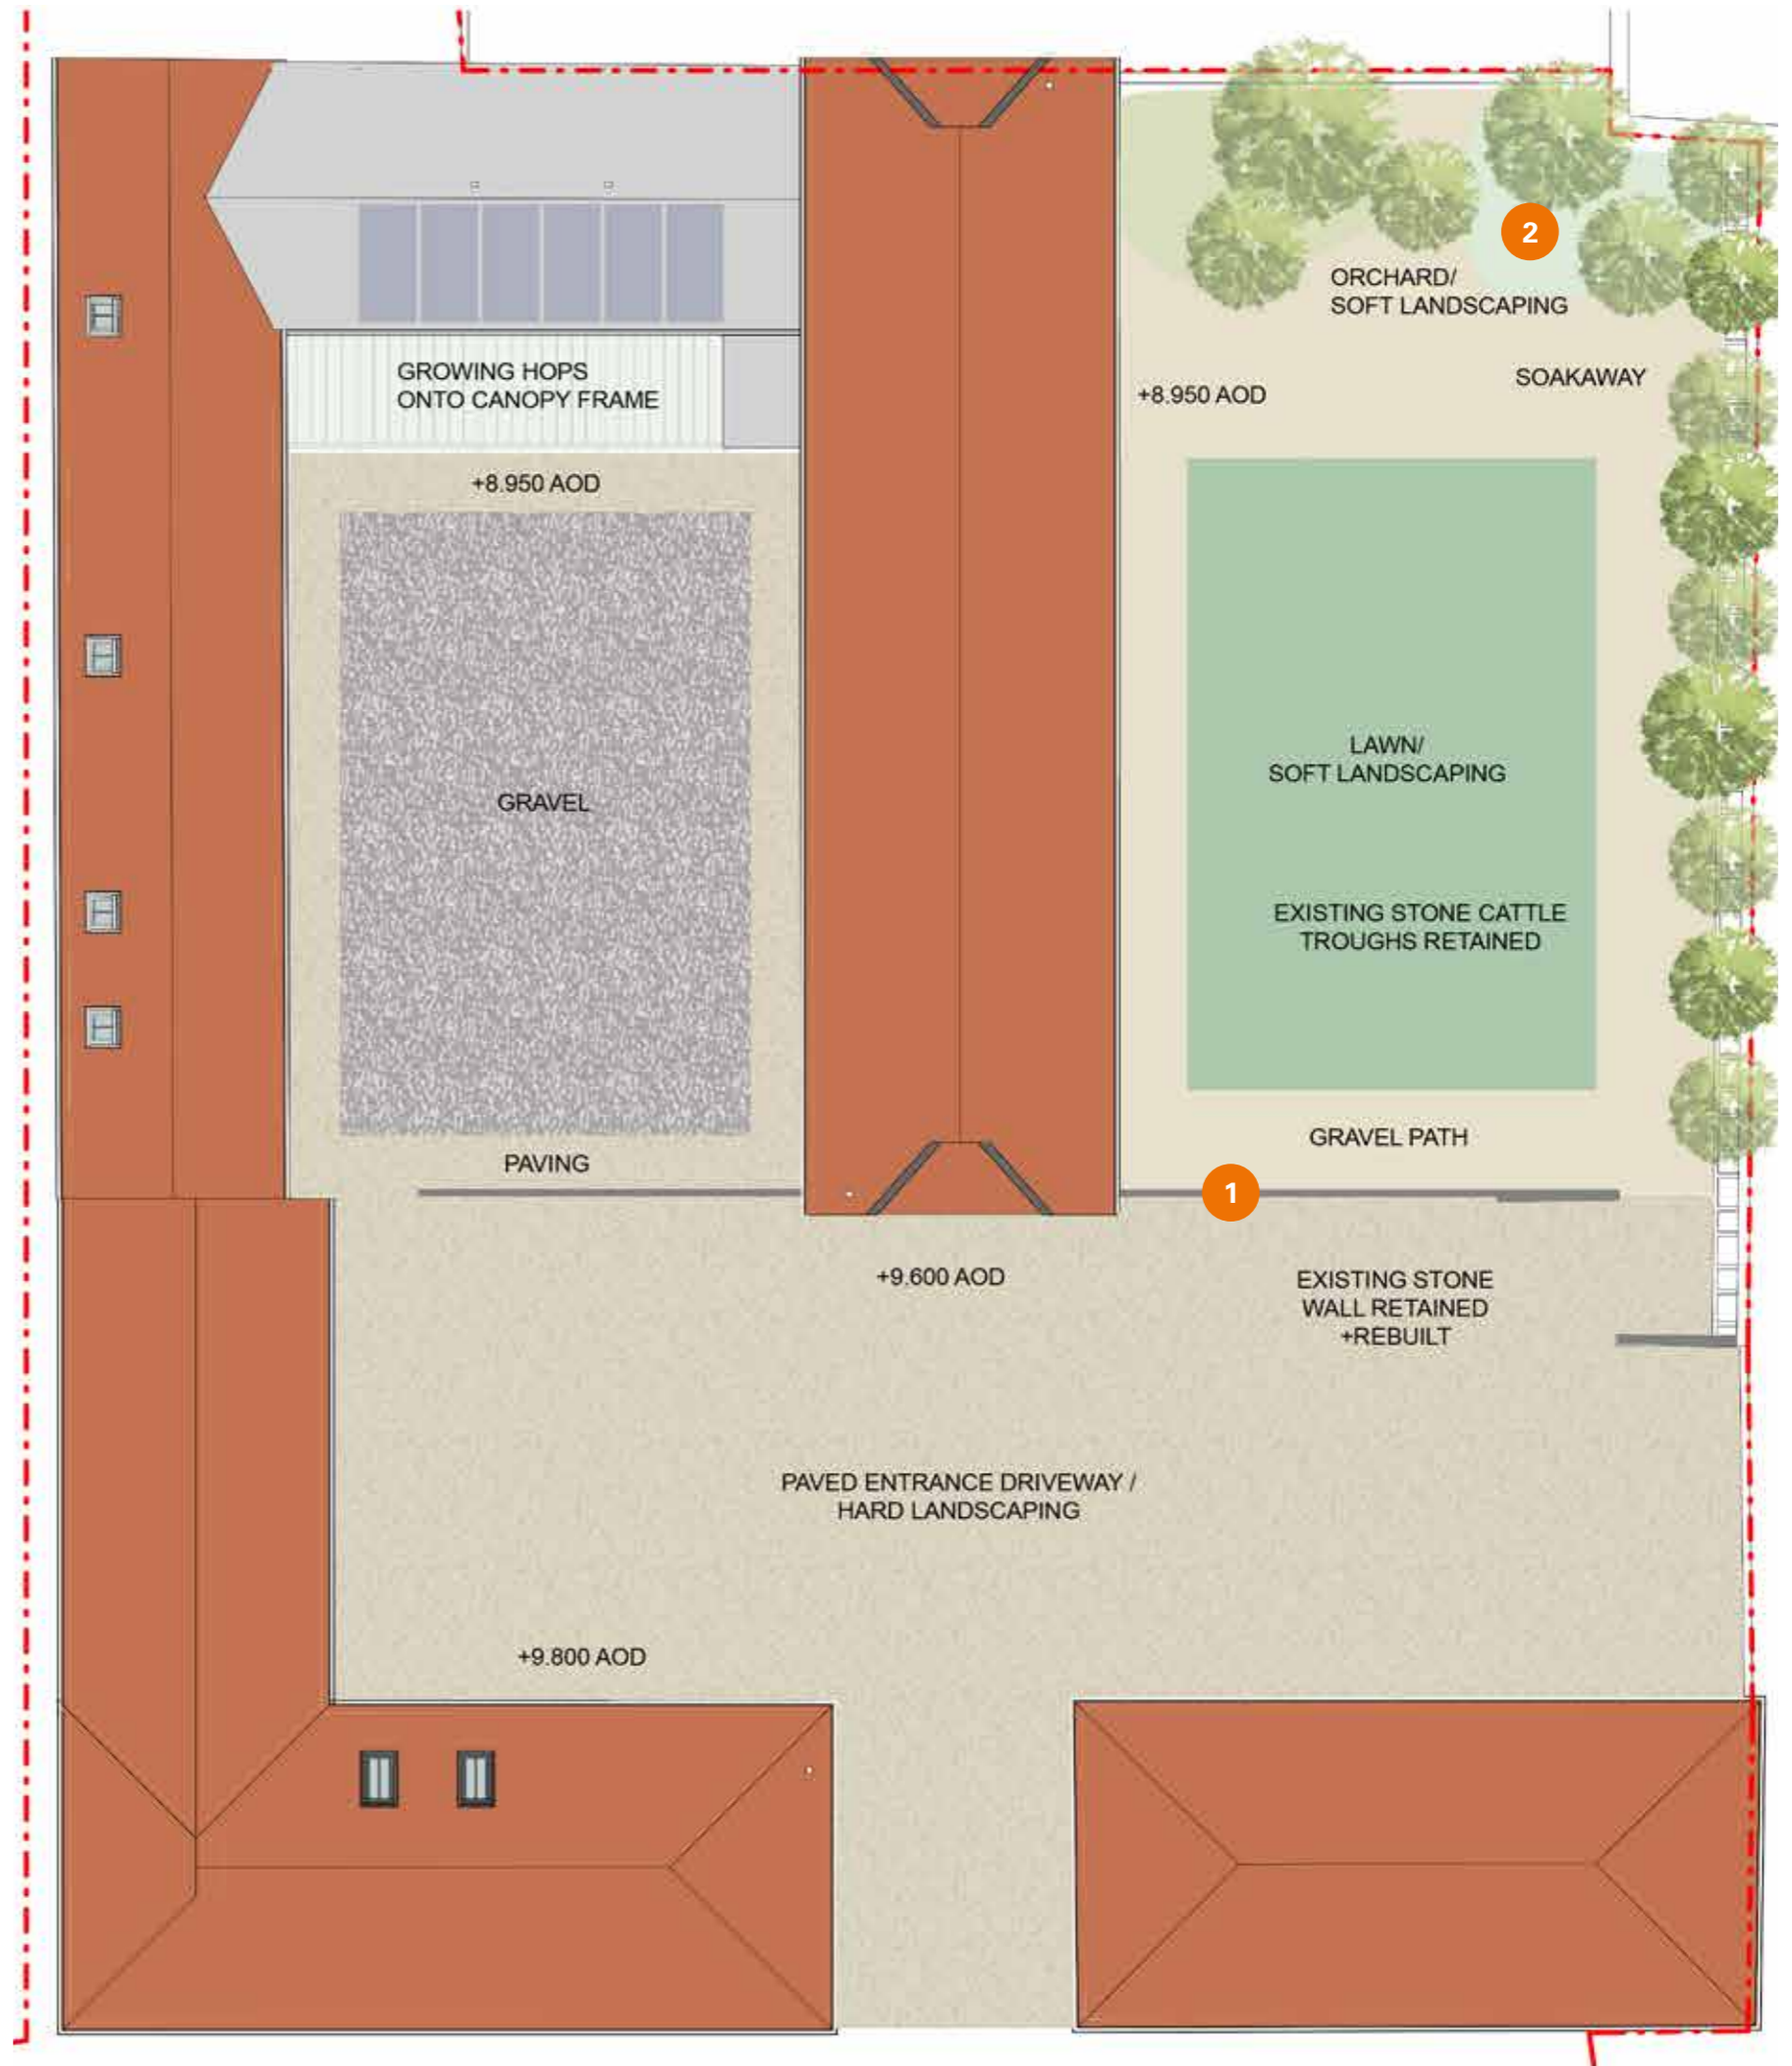 2
ORCHARD/
SOFT LANDSCAPING
GROWING HOPS
ONTO CANOPY FRAME
SOAKAWAY
+8.950 AOD
+8.950 AOD
LAWN/
SOFT LANDSCAPING
GRAVEL
EXISTING STONE CATTLE
TROUGHS RETAINED
GRAVEL PATH
PAVING
1
+9.600 AOD
EXISTING STONE
WALL RETAINED
+REBUILT
PAVED ENTRANCE DRIVEWAY /
HARD LANDSCAPING
+9.800 AOD